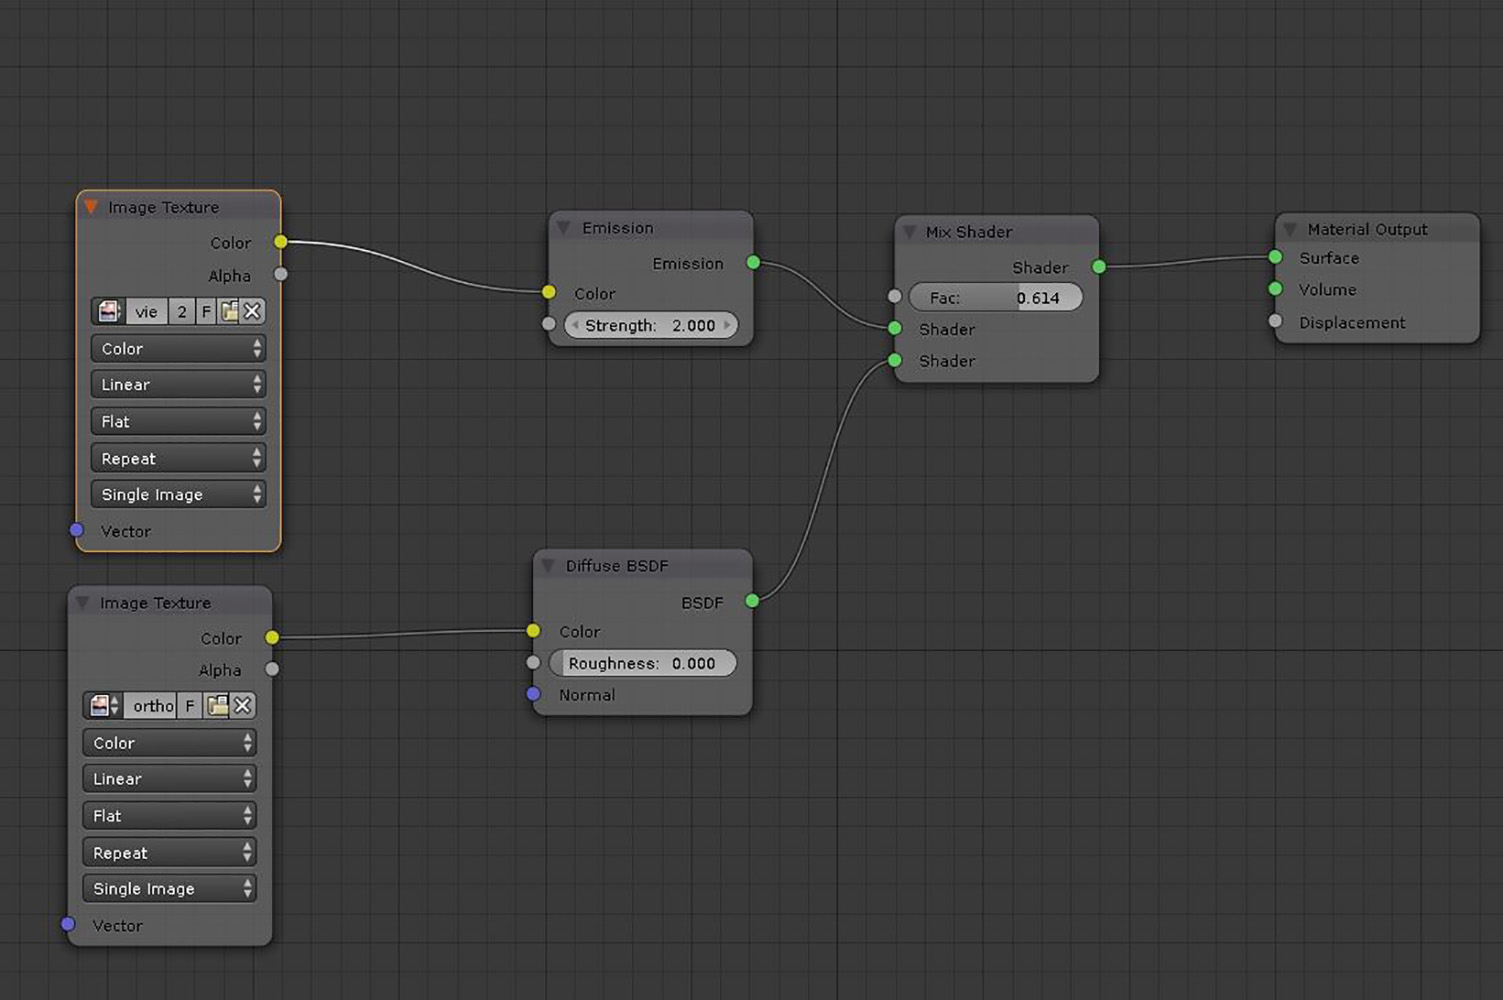 Image Texture
Color
Alpha
vie 2 F
Color
Linear
Flat
Repeat
Single Image
Vector
Image Texture
Color
Alpha
ortho F
Color
Linear
Flat
Repeat
Single Image
Vector
Emission
Emission
Color
Strength: 2.000
Diffuse BSDF
BSDF
Color
Roughness: 0.000
Normal
Mix Shader
Shader
Fac: 0.614
Shader
Shader
Material Output
Surface
Volume
Displacement